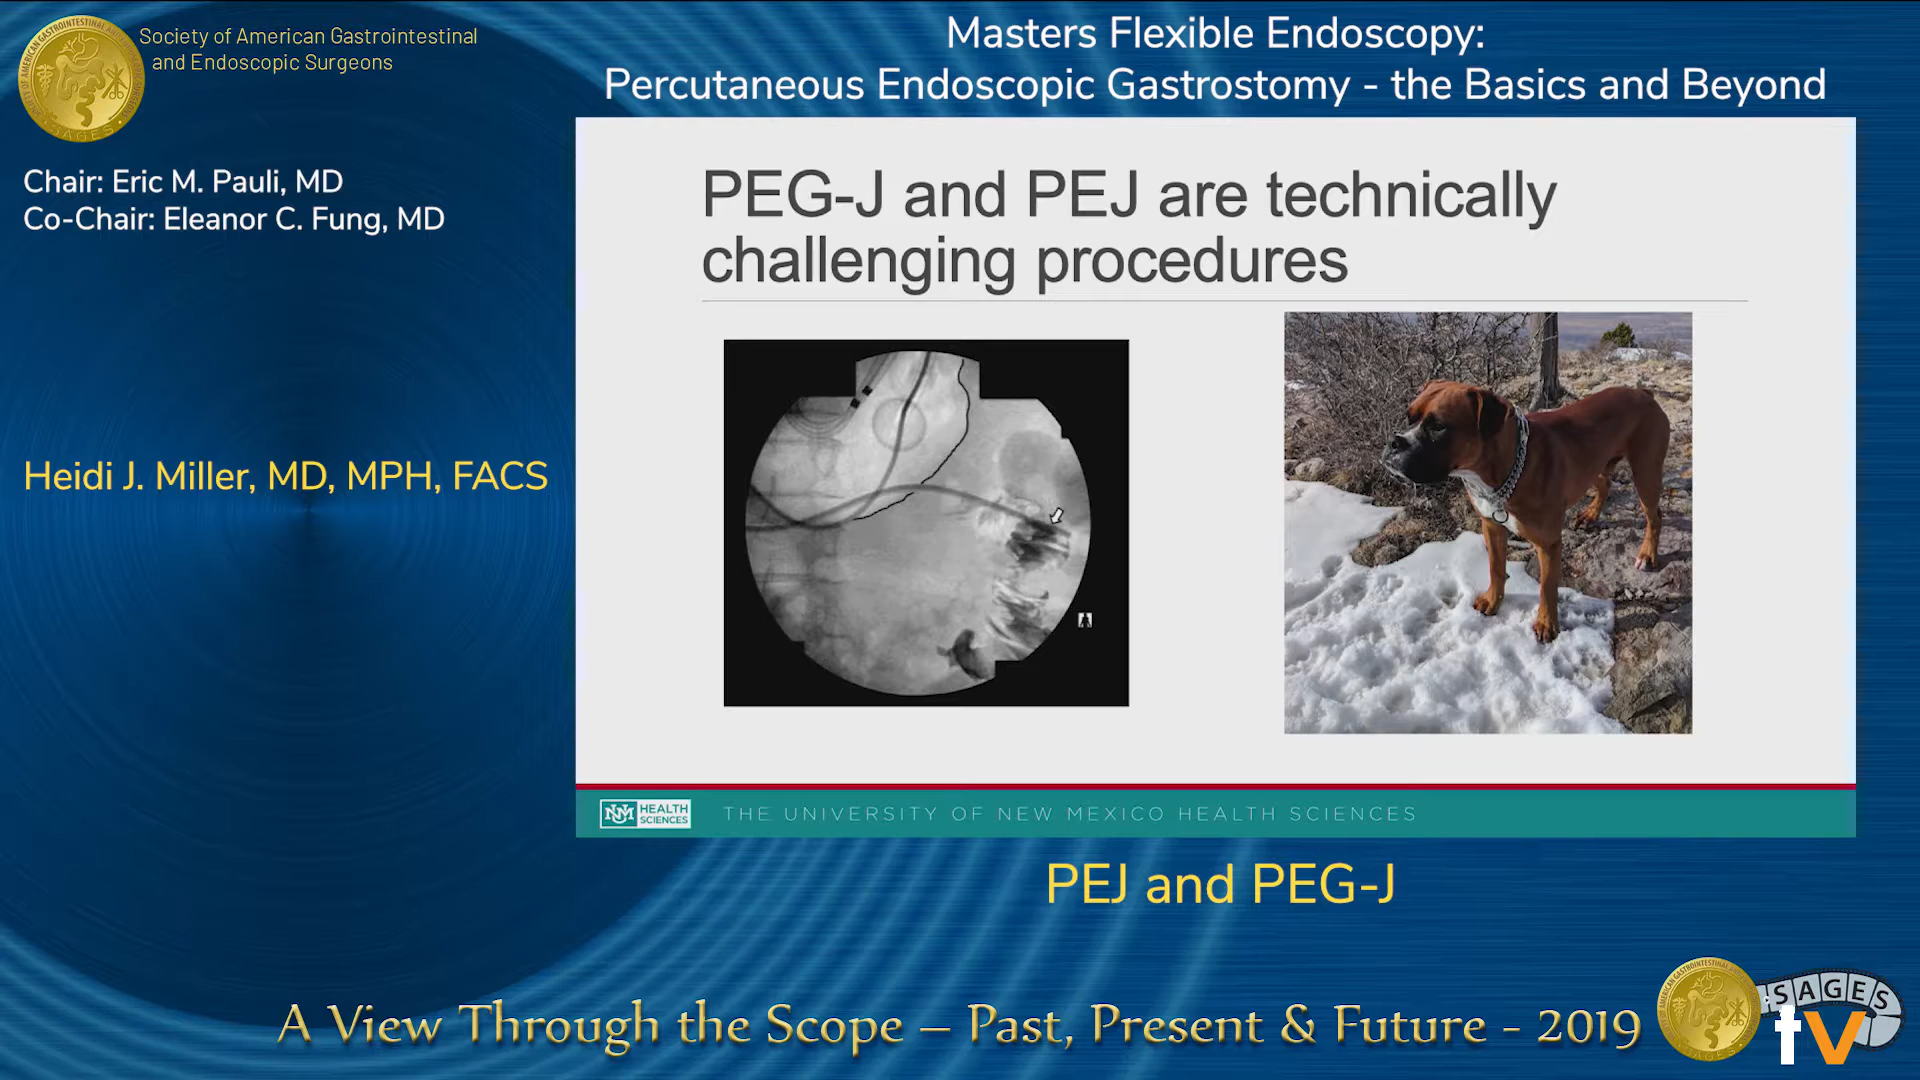 Society of American Gastrointestinal
and Endoscopic Surgeons
Masters Flexible Endoscopy:
Percutaneous Endoscopic Gastrostomy - the Basics and Beyond
Chair: Eric M. Pauli, MD
Co-Chair: Eleanor C. Fung, MD
Heidi J. Miller, MD, MPH, FACS
PEG-J and PEJ are technically
challenging procedures
UNM HEALTH
SCIENCES
THE UNIVERSITY OF NEW MEXICO HEALTH SCIENCES
PEJ and PEG-J
A View Through the Scope – Past, Present & Future - 2019
SAGES
tv